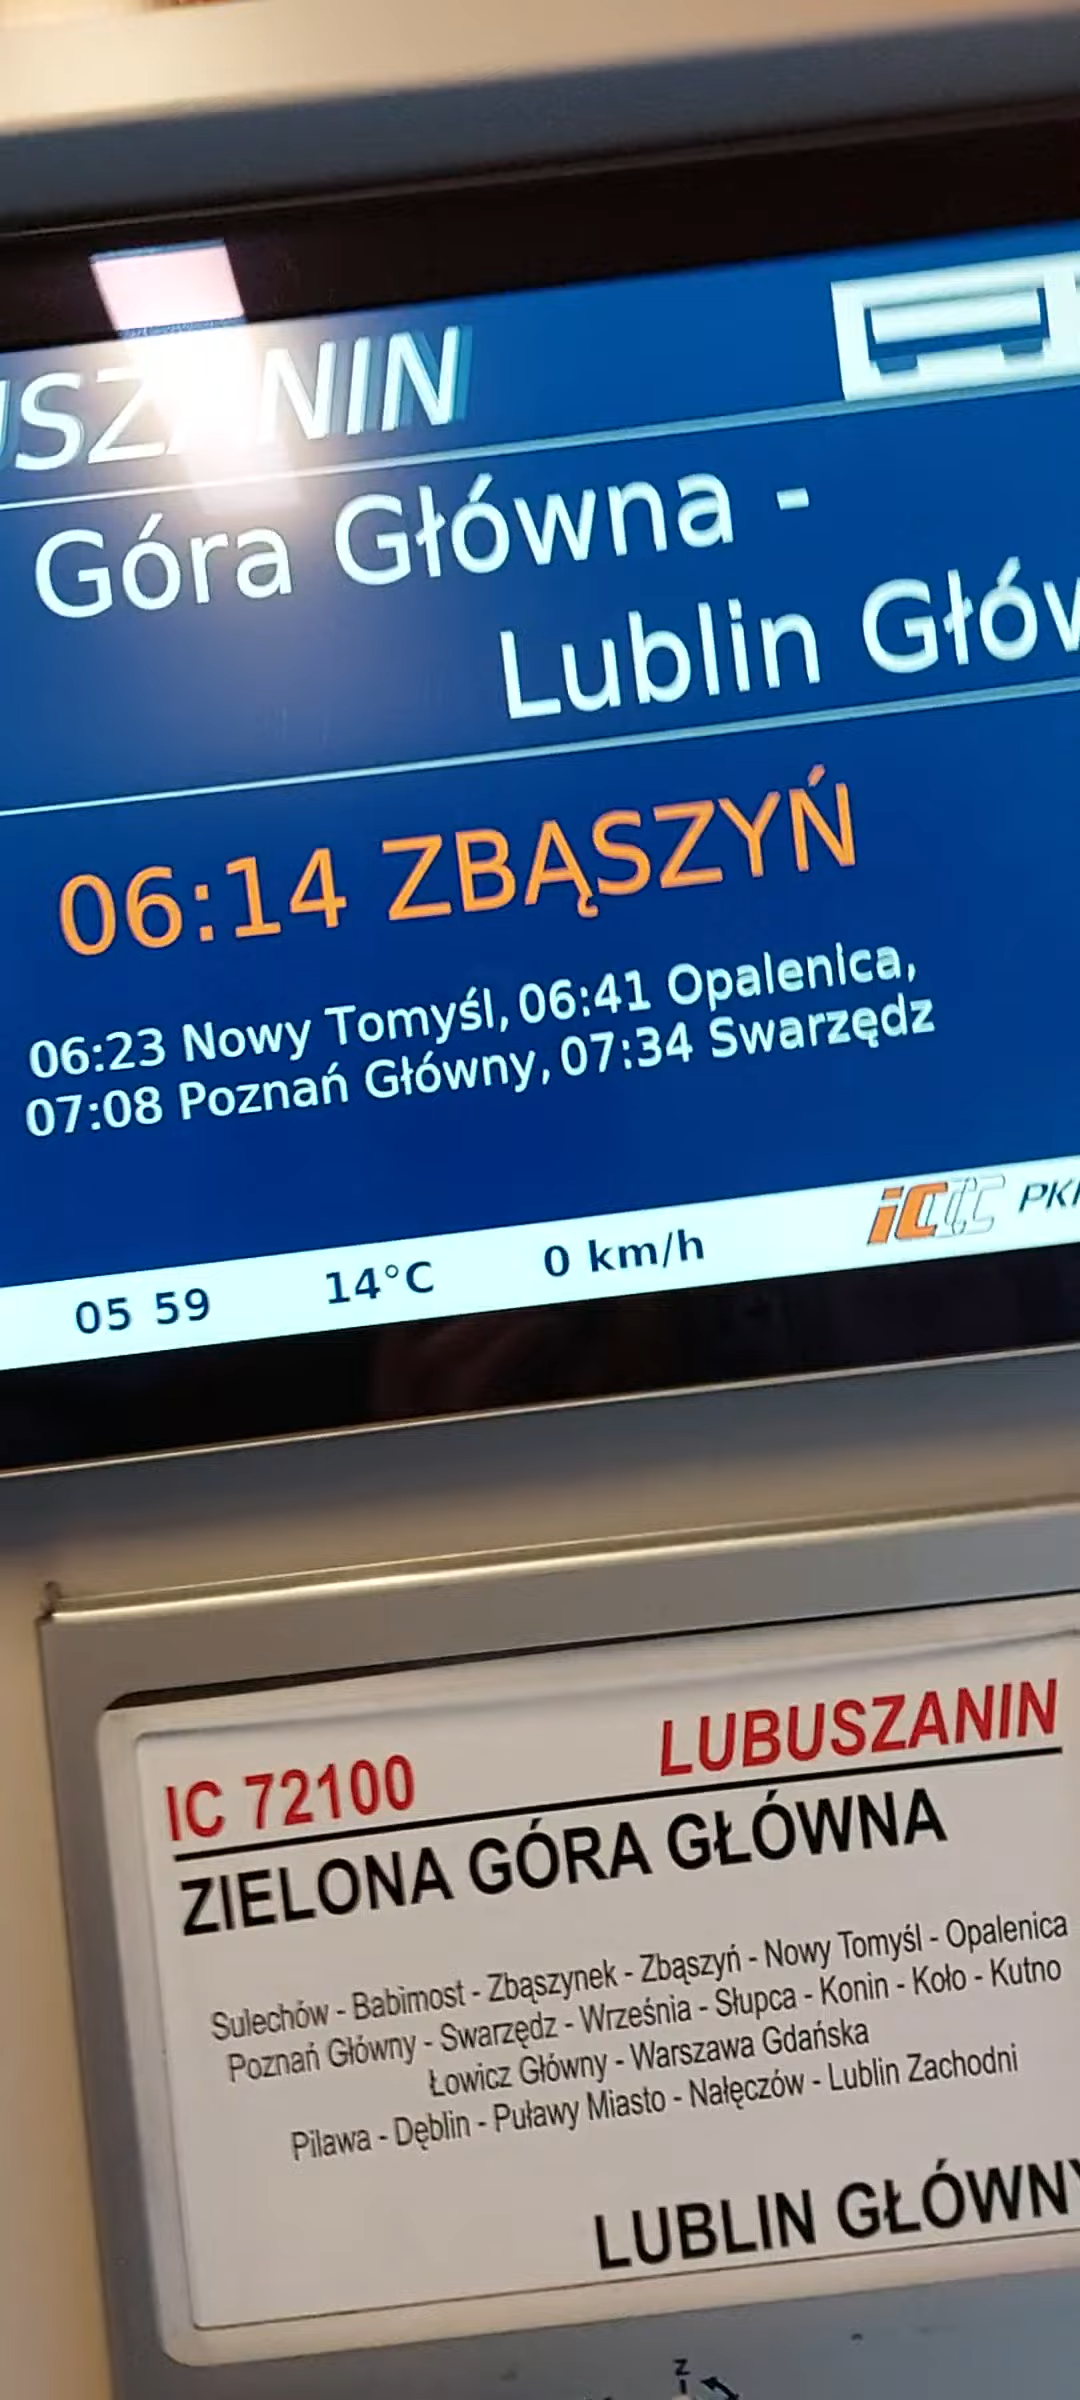 USZANIN
Góra Główna -
Lublin Głów
06:14 ZBĄSZYŃ
06:23 Nowy Tomyśl, 06:41 Opalenica,
07:08 Poznań Główny, 07:34 Swarzędz
05 59 14°C 0 km/h IC PKP
IC 72100 LUBUSZANIN
ZIELONA GÓRA GŁÓWNA
Sulechów - Babimost - Zbąszynek - Zbąszyń - Nowy Tomyśl - Opalenica
Poznań Główny - Swarzędz - Września - Słupca - Konin - Koło - Kutno
Łowicz Główny - Warszawa Gdańska
Pilawa - Dęblin - Puławy Miasto - Nałęczów - Lublin Zachodni
LUBLIN GŁÓWNY
Z